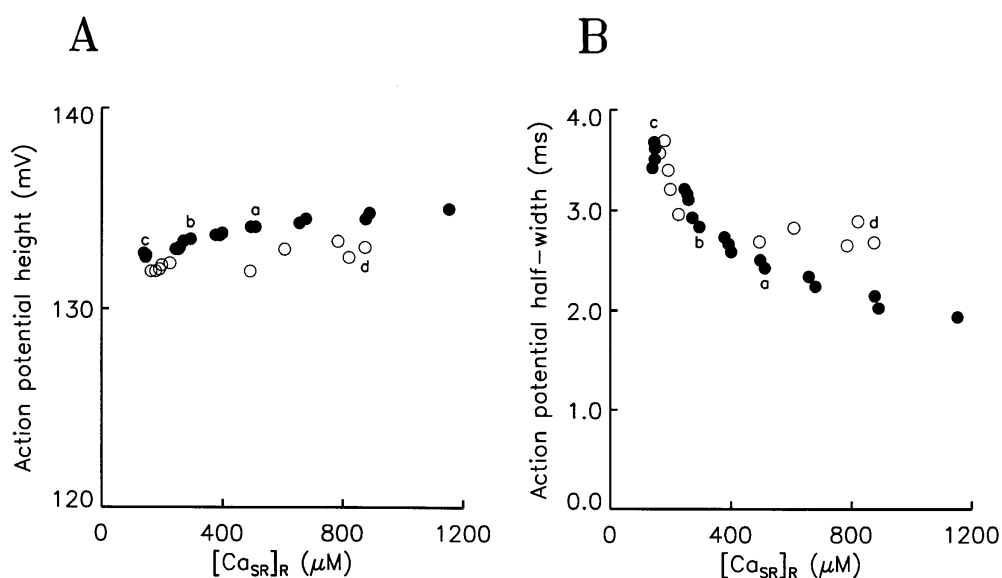 A
Action potential height (mV)
140
130
120
0
400
800
1200
c
b
a
d
[Ca_SR]_R (μM)
B
Action potential half-width (ms)
4.0
3.0
2.0
1.0
0.0
0
400
800
1200
c
b
a
d
[Ca_SR]_R (μM)